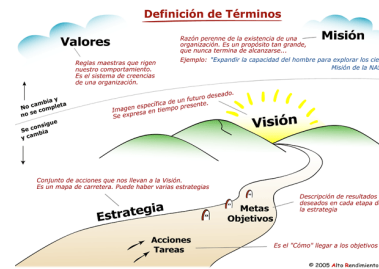 Definición de Términos
Valores
Reglas maestras que rigen
nuestro comportamiento.
Es el sistema de creencias
de una organización.
Misión
Razón perenne de la existencia de una
organización. Es un propósito tan grande,
que nunca termina de alcanzarse...
Ejemplo: "Expandir la capacidad del hombre para explorar los cie
Misión de la NAS
No cambia y
no se completa
Se consigue
y cambia
Imagen específica de un futuro deseado.
Se expresa en tiempo presente.
Visión
Conjunto de acciones que nos llevan a la Visión.
Es un mapa de carretera. Puede haber varias estrategias
Estrategia
Metas
Objetivos
Descripción de resultados
deseados en cada etapa d
la estrategia
Acciones
Tareas
Es el "Cómo" llegar a los objetivos
© 2005 Alto Rendimiento